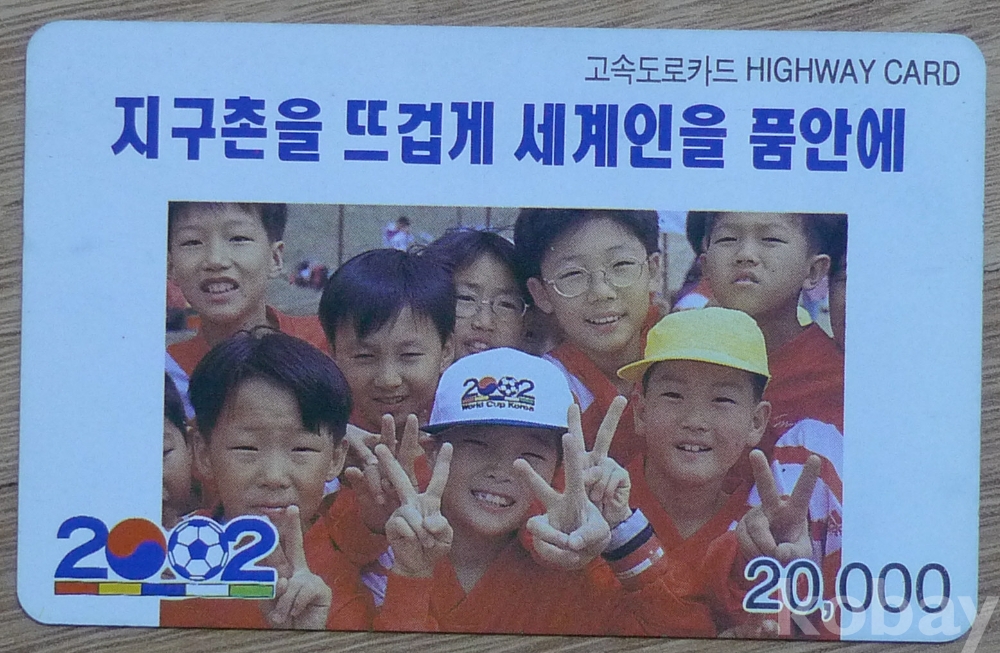 고속도로카드 HIGHWAY CARD
지구촌을 뜨겁게 세계인을 품안에
2002
World Cup Korea
2002
20,000
kobay